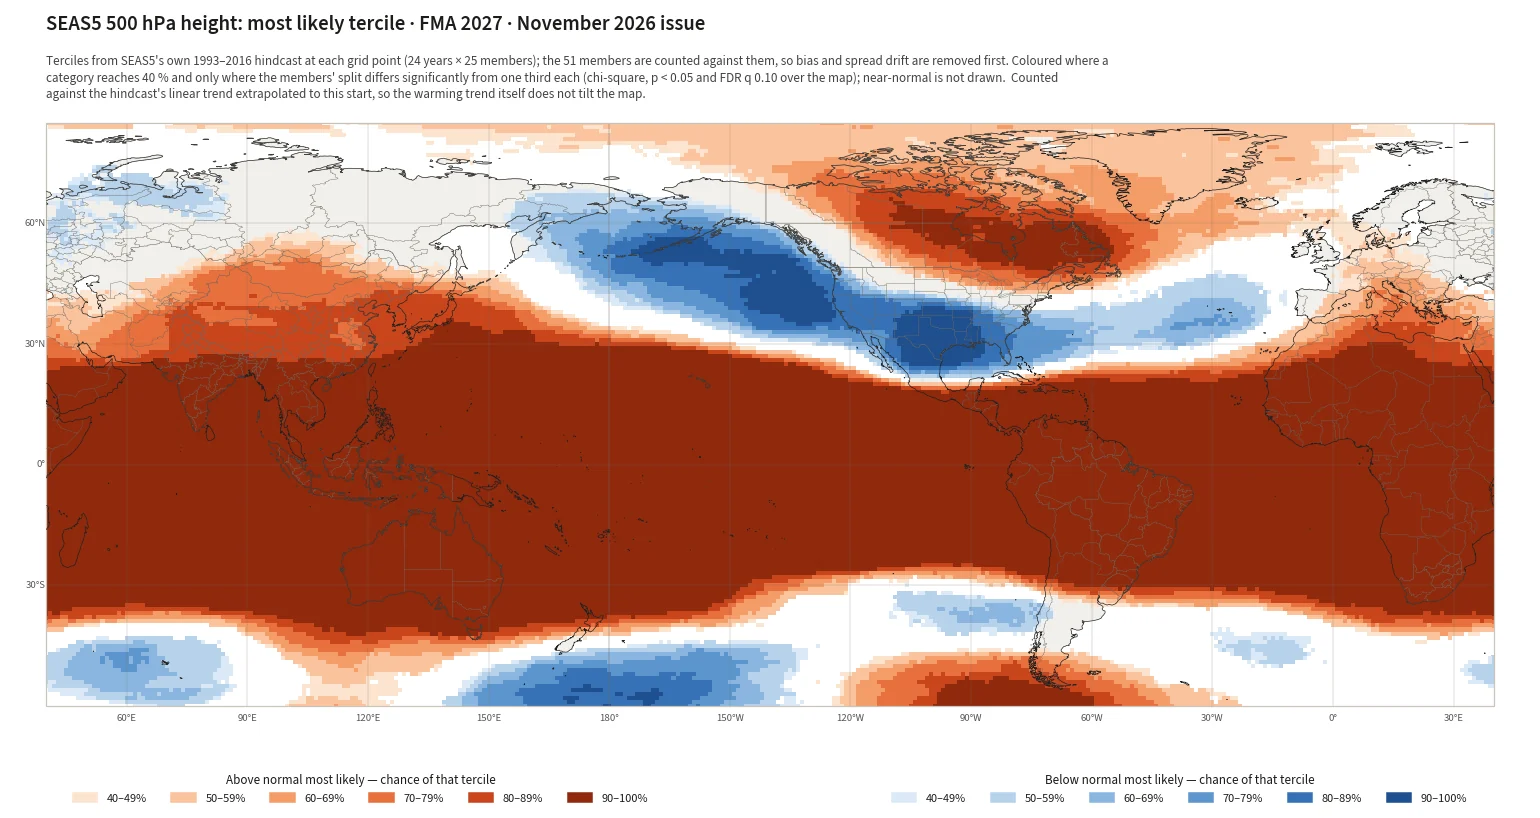 SEAS5 500 hPa height: most likely tercile · FMA 2027 · November 2026 issue
Terciles from SEAS5's own 1993–2016 hindcast at each grid point (24 years × 25 members); the 51 members are counted against them, so bias and spread drift are removed first. Coloured where a
category reaches 40 % and only where the members' split differs significantly from one third each (chi-square, p < 0.05 and FDR q 0.10 over the map); near-normal is not drawn. Counted
against the hindcast's linear trend extrapolated to this start, so the warming trend itself does not tilt the map.
60°N
30°N
0°
30°S
60°E 90°E 120°E 150°E 180° 150°W 120°W 90°W 60°W 30°W 0° 30°E
Above normal most likely — chance of that tercile
40–49% 50–59% 60–69% 70–79% 80–89% 90–100%
Below normal most likely — chance of that tercile
40–49% 50–59% 60–69% 70–79% 80–89% 90–100%